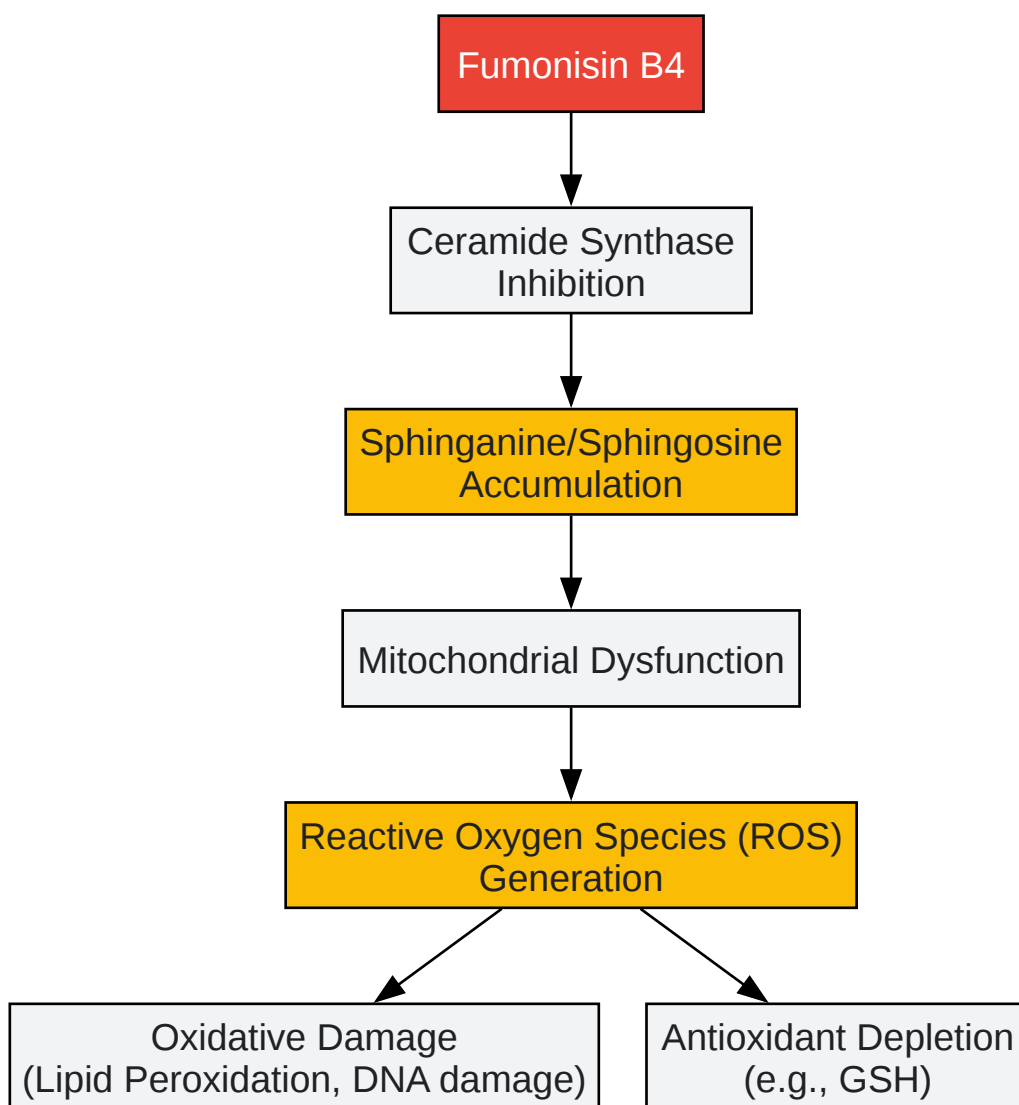 Fumonisin B4
Ceramide Synthase
Inhibition
Sphinganine/Sphingosine
Accumulation
Mitochondrial Dysfunction
Reactive Oxygen Species (ROS)
Generation
Oxidative Damage
(Lipid Peroxidation, DNA damage)
Antioxidant Depletion
(e.g., GSH)